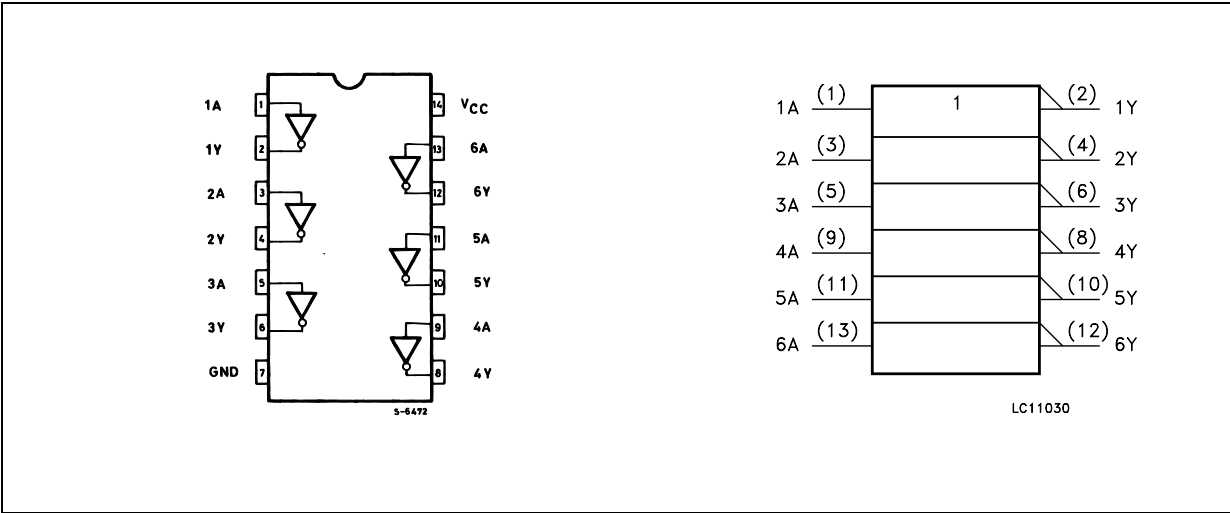 1A 1 14 VCC
1Y 2 13 6A
2A 3 12 6Y
2Y 4 11 5A
3A 5 10 5Y
3Y 6 9 4A
GND 7 8 4Y
S-6472
1A (1) 1 (2) 1Y
2A (3) (4) 2Y
3A (5) (6) 3Y
4A (9) (8) 4Y
5A (11) (10) 5Y
6A (13) (12) 6Y
LC11030